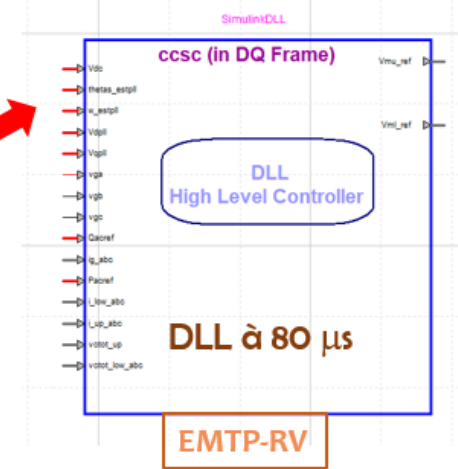 SimulinkDLL
ccsc (in DQ Frame)
Vdc
thetas_estpll
w_estpll
Vdpll
Vqpll
vga
vgb
vgc
Qacref
ig_abc
Pacref
i_low_abc
i_up_abc
vctot_up
vctot_low_abc
Vmu_ref
Vml_ref
DLL
High Level Controller
DLL à 80 μs
EMTP-RV